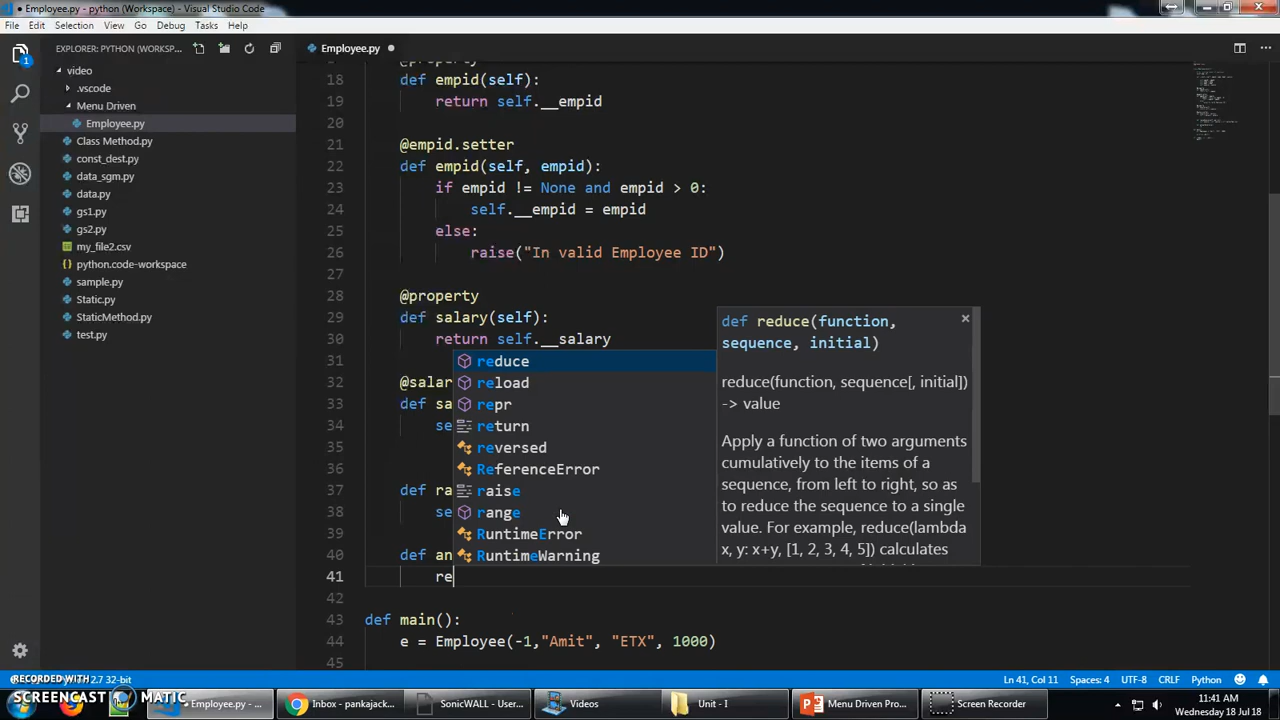 Employee.py - python (Workspace) - Visual Studio Code
File Edit Selection View Go Debug Tasks Help
EXPLORER: PYTHON (WORKSP...
Employee.py
1
video
.vscode
Menu Driven
Employee.py
Class Method.py
const_dest.py
data_sgm.py
data.py
gs1.py
gs2.py
my_file2.csv
python.code-workspace
sample.py
Static.py
StaticMethod.py
test.py
@property
18 def empid(self):
19 return self.__empid
20
21 @empid.setter
22 def empid(self, empid):
23 if empid != None and empid > 0:
24 self.__empid = empid
25 else:
26 raise("In valid Employee ID")
27
28 @property
29 def salary(self):
30 return self.__salary
31
32 @salar
33 def sa
34 se
35
36
37 def ra
38 se
39
40 def an
41 re
42
43 def main():
44 e = Employee(-1,"Amit", "ETX", 1000)
45
reduce
reload
repr
return
reversed
ReferenceError
raise
range
RuntimeError
RuntimeWarning
def reduce(function,
sequence, initial)
reduce(function, sequence[, initial])
-> value
Apply a function of two arguments
cumulatively to the items of a
sequence, from left to right, so as
to reduce the sequence to a single
value. For example, reduce(lambda
x, y: x+y, [1, 2, 3, 4, 5]) calculates
2.7 32-bit
Ln 41, Col 11 Spaces: 4 UTF-8 CRLF Python
RECORDED WITH
SCREENCAST MATIC
Employee.py - ...
Inbox - pankajack...
SonicWALL - Use...
Videos
Unit - I
Menu Driven Pro...
Screen Recorder
11:41 AM
Wednesday 18 Jul 18